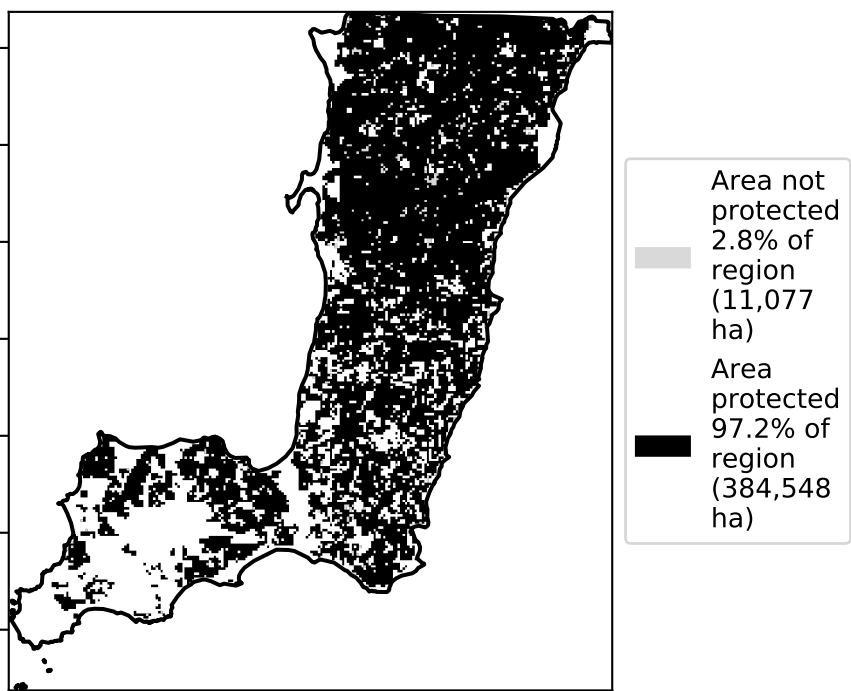 Area not
protected
2.8% of
region
(11,077
ha)
Area
protected
97.2% of
region
(384,548
ha)